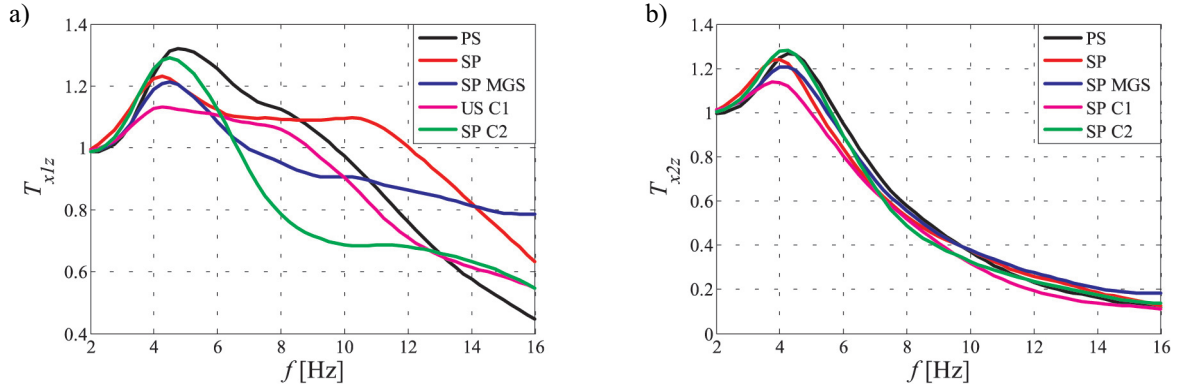 a)
1.4
1.2
1
0.8
0.6
0.4
T x1z
2 4 6 8 10 12 14 16
f [Hz]
PS
SP
SP MGS
US C1
SP C2
b)
1.4
1.2
1
0.8
0.6
0.4
0.2
0
T x2z
2 4 6 8 10 12 14 16
f [Hz]
PS
SP
SP MGS
SP C1
SP C2